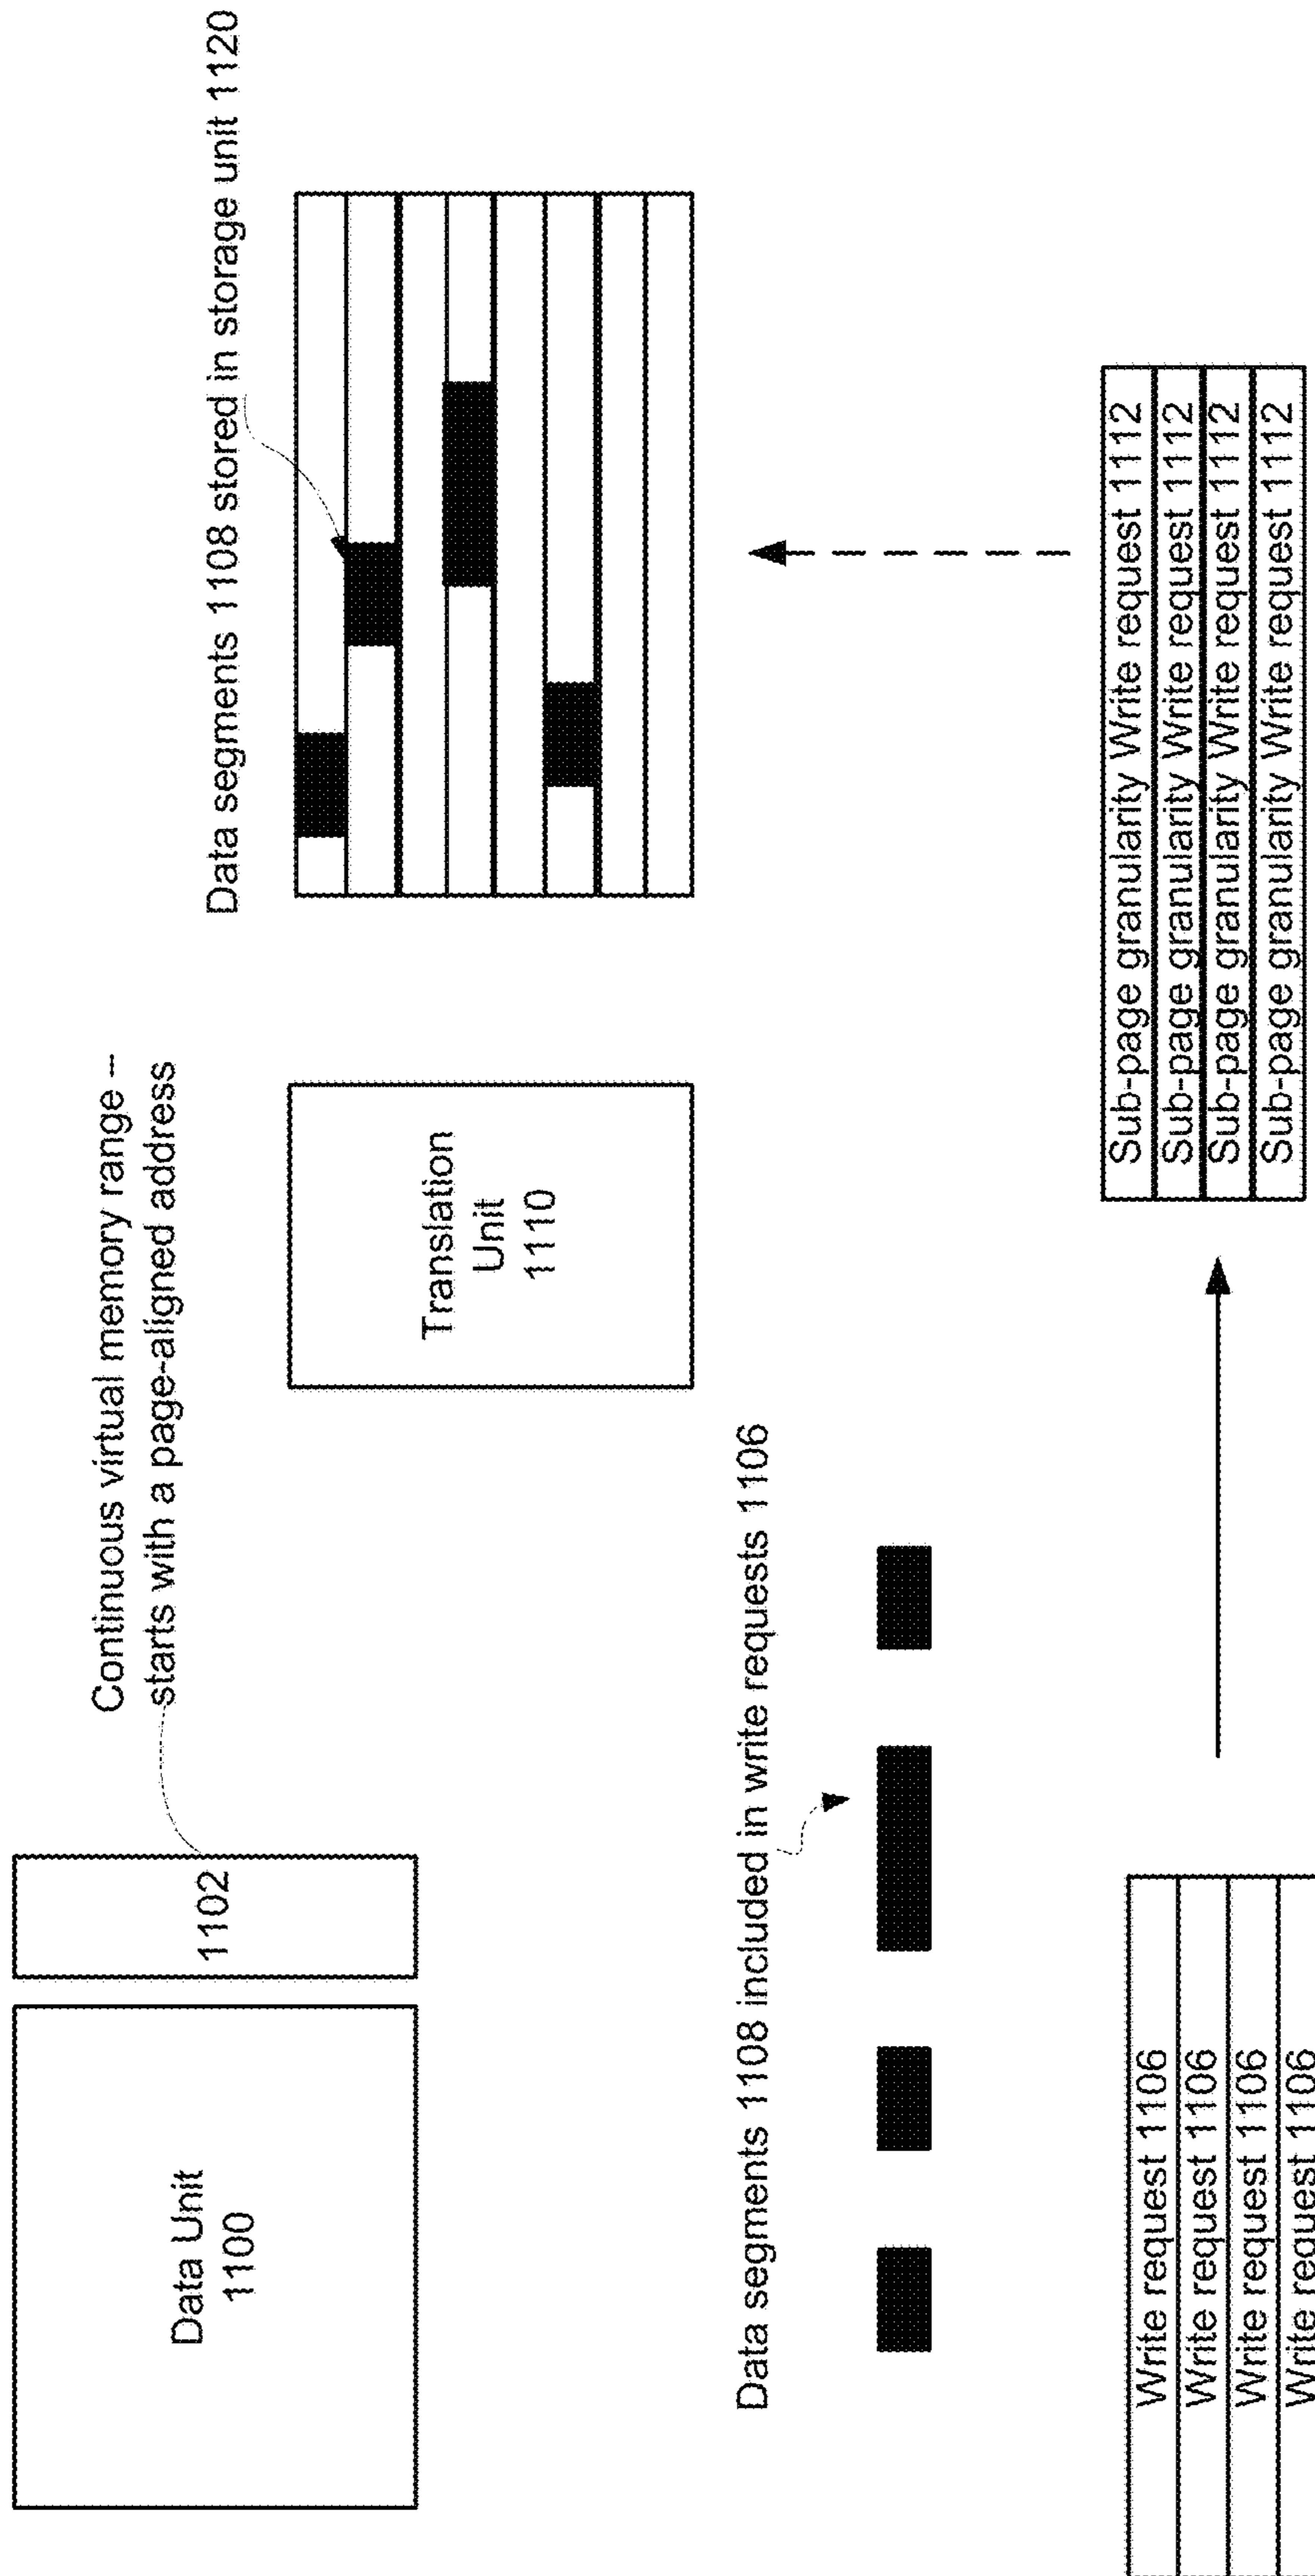 Data Unit
1100
1102
Continuous virtual memory range --
starts with a page-aligned address
Translation
Unit
1110
Data segments 1108 stored in storage unit 1120
Data segments 1108 included in write requests 1106
Write request 1106
Write request 1106
Write request 1106
Write request 1106
Sub-page granularity Write request 1112
Sub-page granularity Write request 1112
Sub-page granularity Write request 1112
Sub-page granularity Write request 1112